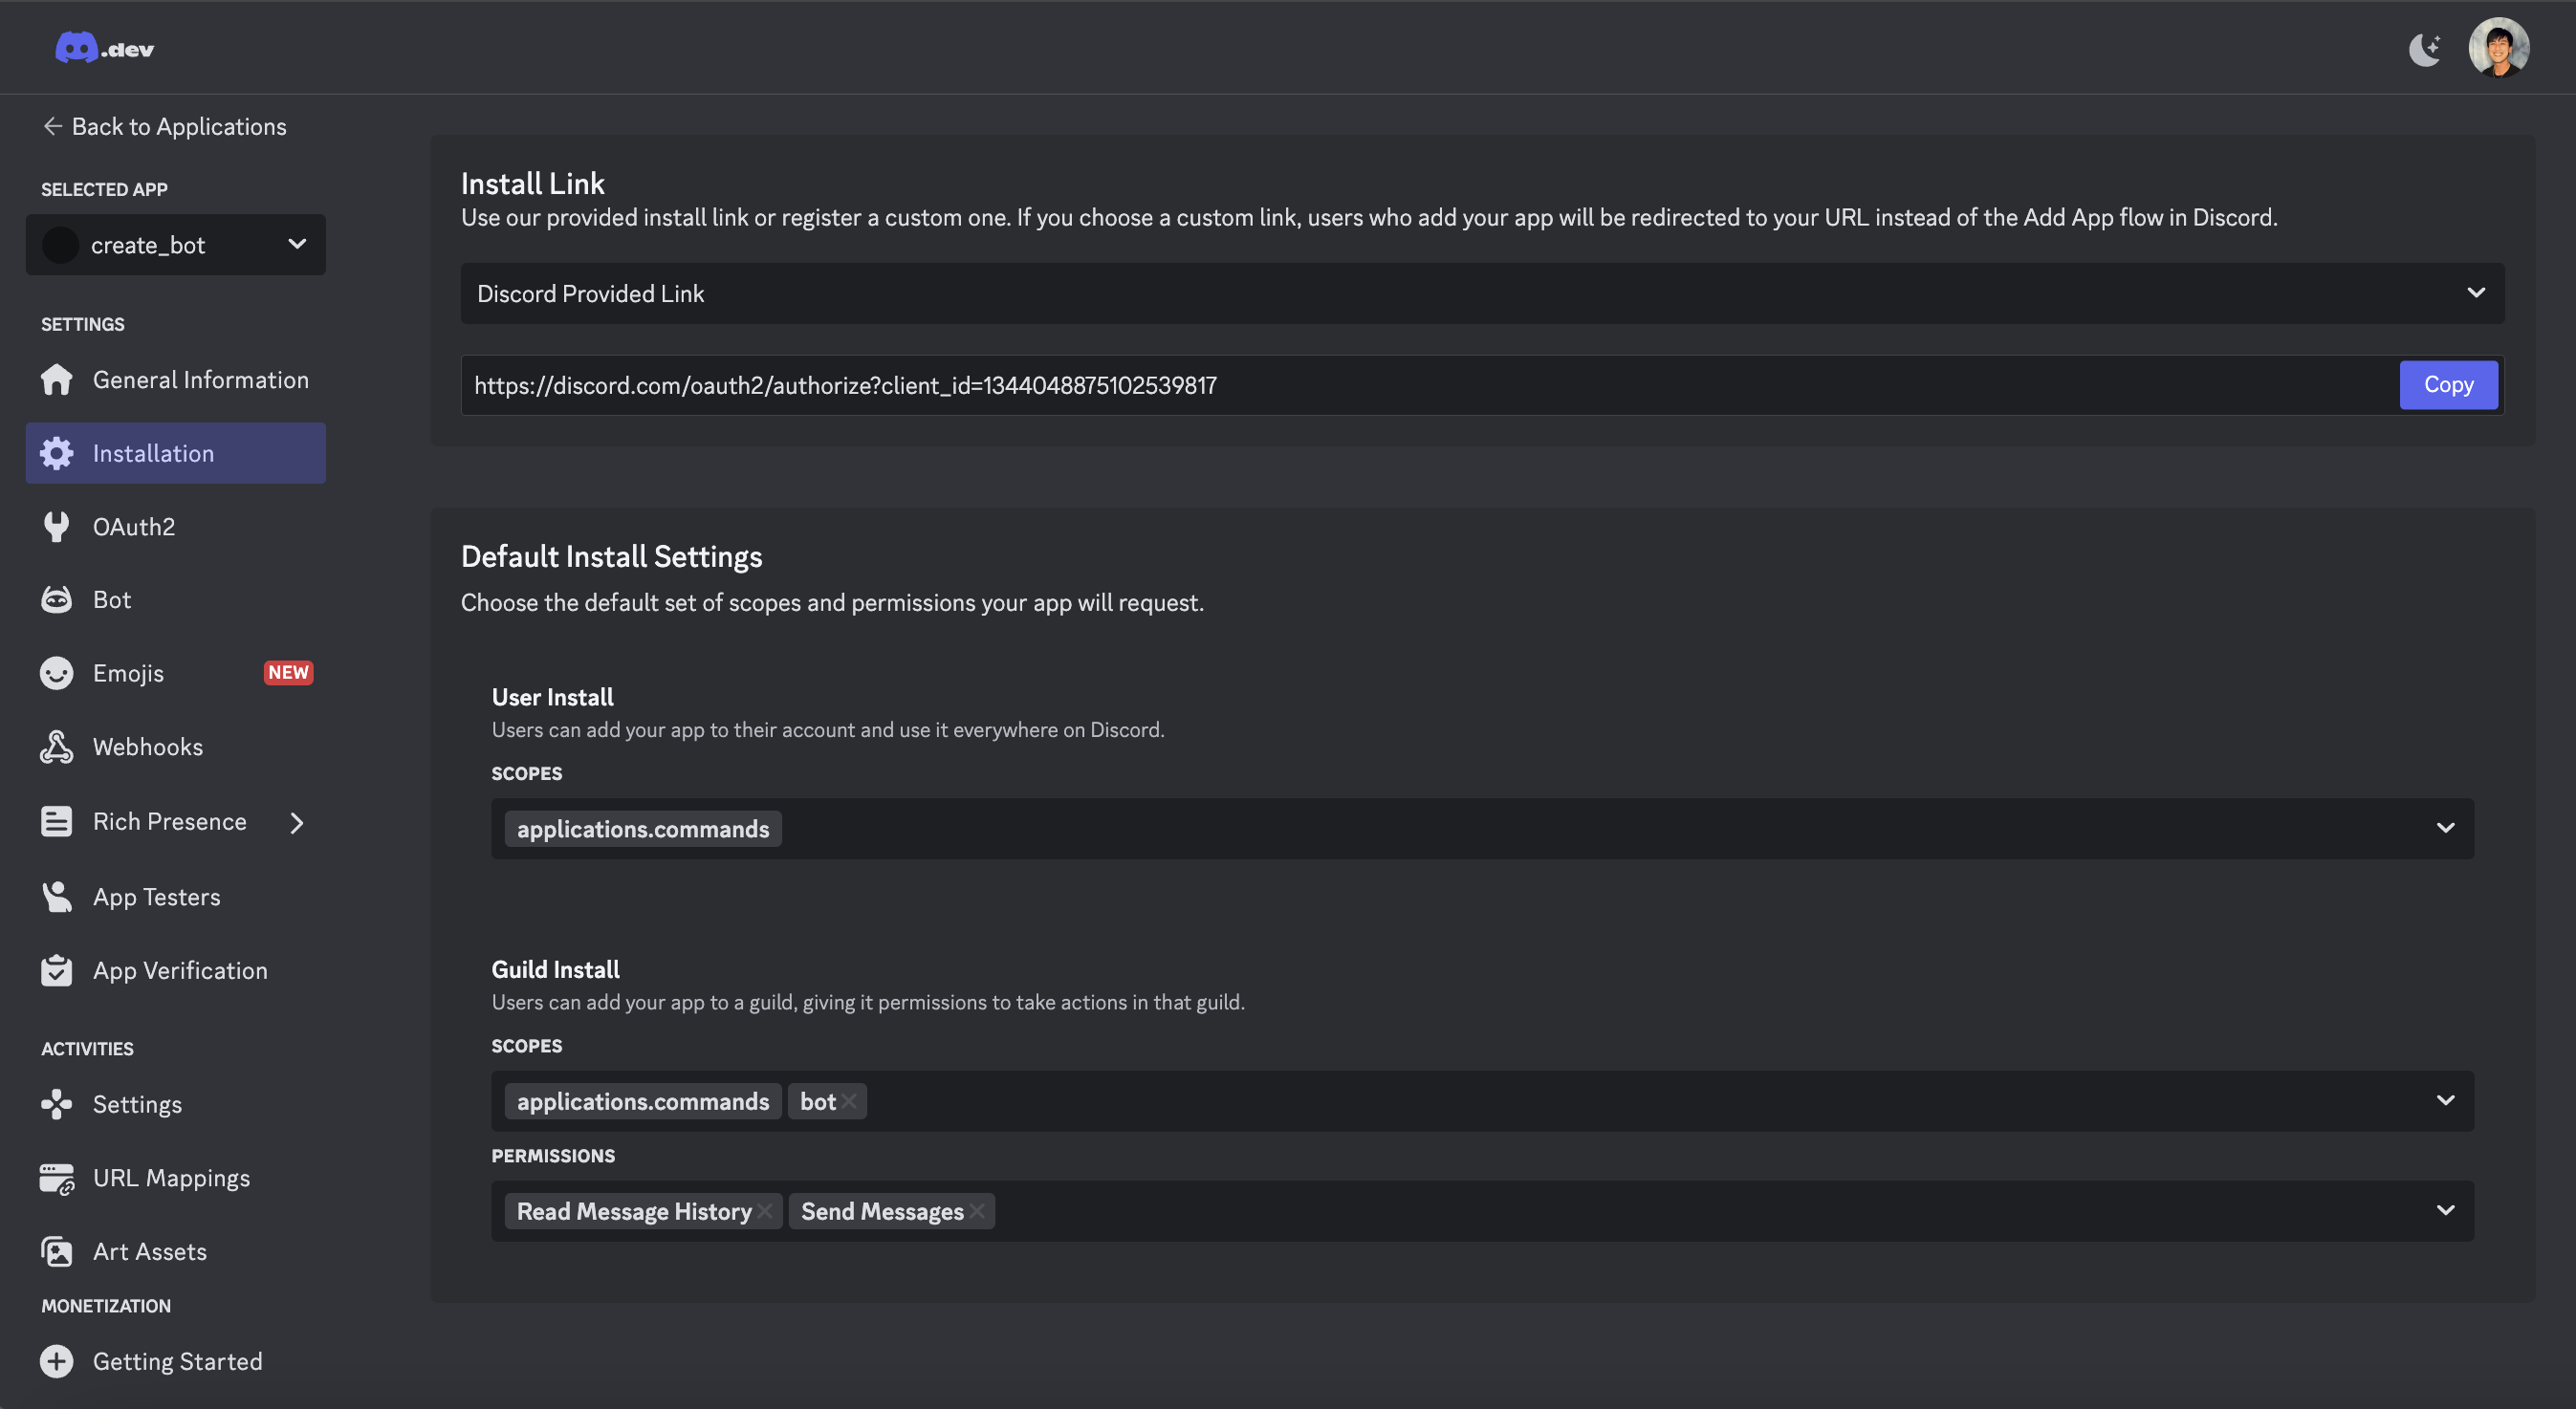 .dev
Back to Applications
SELECTED APP
create_bot
SETTINGS
General Information
Installation
OAuth2
Bot
Emojis NEW
Webhooks
Rich Presence
App Testers
App Verification
ACTIVITIES
Settings
URL Mappings
Art Assets
MONETIZATION
Getting Started
Install Link
Use our provided install link or register a custom one. If you choose a custom link, users who add your app will be redirected to your URL instead of the Add App flow in Discord.
Discord Provided Link
https://discord.com/oauth2/authorize?client_id=1344048875102539817 Copy
Default Install Settings
Choose the default set of scopes and permissions your app will request.
User Install
Users can add your app to their account and use it everywhere on Discord.
SCOPES
applications.commands
Guild Install
Users can add your app to a guild, giving it permissions to take actions in that guild.
SCOPES
applications.commands bot
PERMISSIONS
Read Message History Send Messages